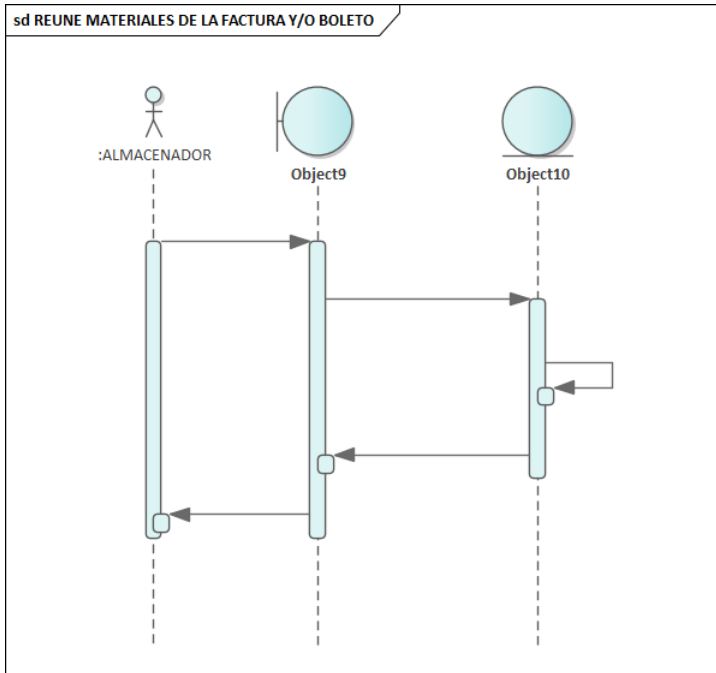 sd REUNE MATERIALES DE LA FACTURA Y/O BOLETO
:ALMACENADOR
Object9
Object10